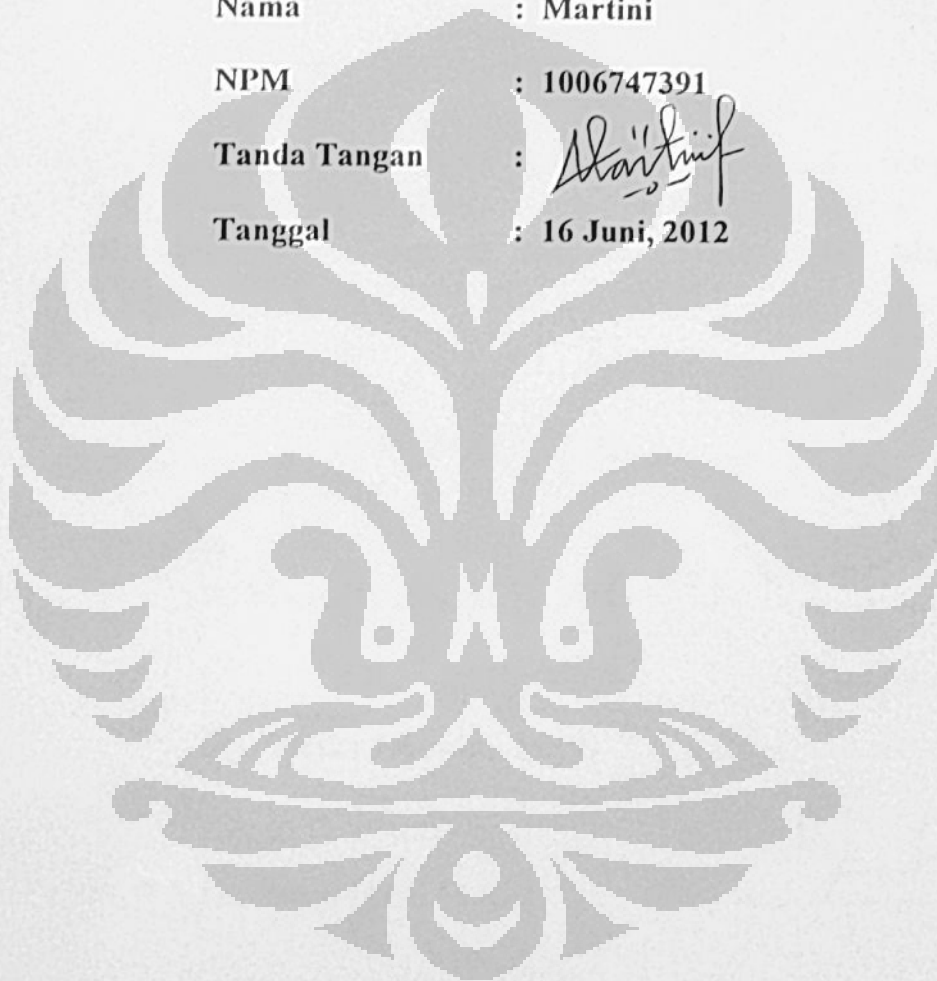 Nama : Martini
NPM : 1006747391
Tanda Tangan :
Tanggal : 16 Juni, 2012